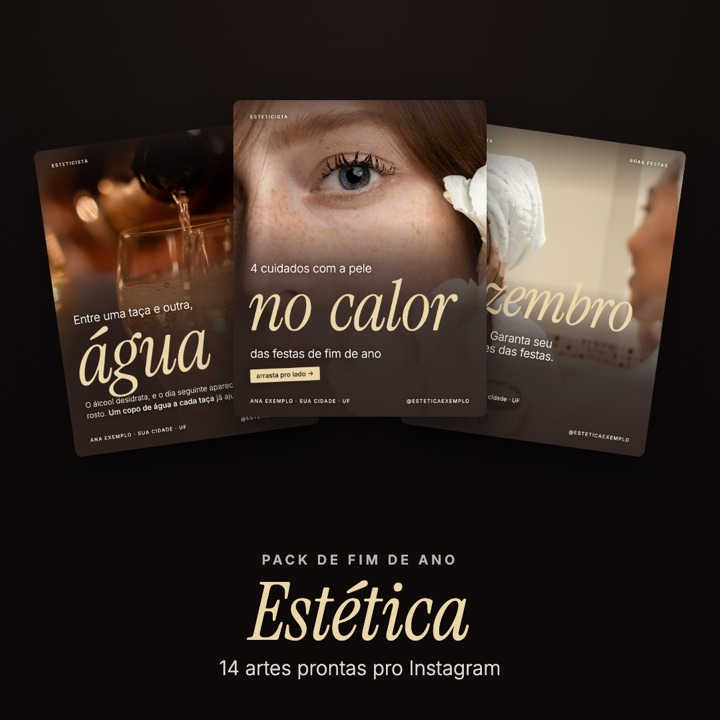 ESTETICISTA
Entre uma taça e outra,
água
O álcool desidrata, e o dia seguinte aparec
rosto. Um copo de água a cada taça já aju
ANA EXEMPLO · SUA CIDADE · UF
ESTETICISTA
4 cuidados com a pele
no calor
das festas de fim de ano
arrasta pro lado →
ANA EXEMPLO · SUA CIDADE · UF
@ESTETICAEXEMPLO
BOAS FESTAS
zembro
Garanta seu
es das festas.
cidade · UF
@ESTETICAEXEMPLO
PACK DE FIM DE ANO
Estética
14 artes prontas pro Instagram